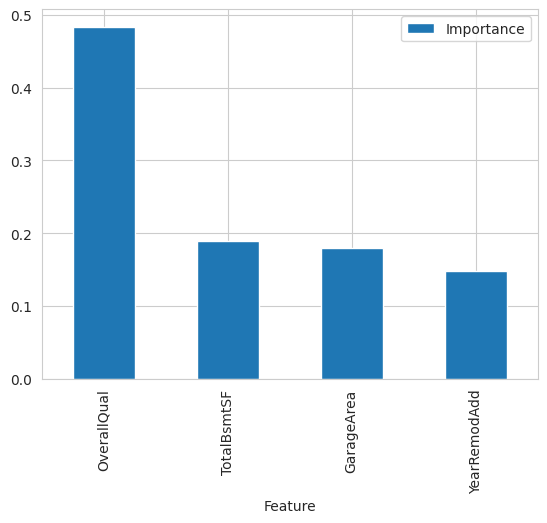 0.5
Importance
0.4
0.3
0.2
0.1
0.0
OverallQual
TotalBsmtSF
GarageArea
YearRemodAdd
Feature